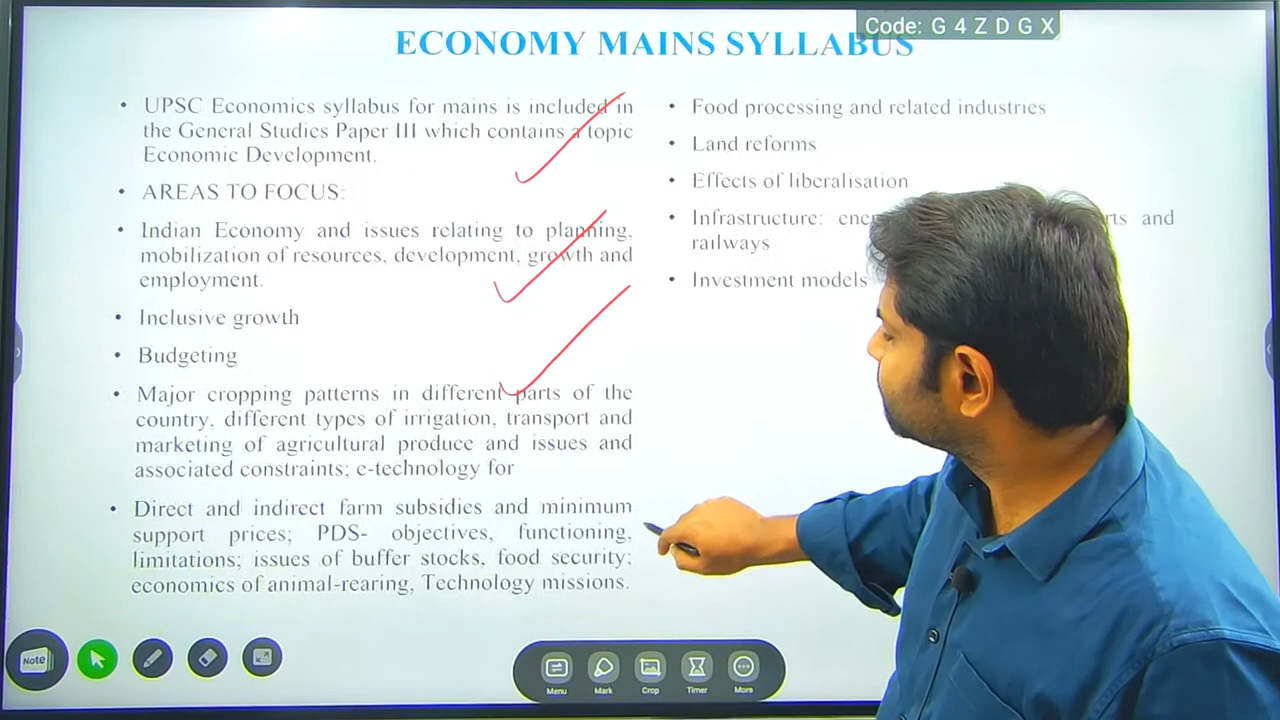 Code: G4ZDGX
ECONOMY MAINS SYLLABUS
• UPSC Economics syllabus for mains is included in
the General Studies Paper III which contains a topic
Economic Development.
• AREAS TO FOCUS:
• Indian Economy and issues relating to planning,
mobilization of resources, development, growth and
employment.
• Inclusive growth
• Budgeting
• Major cropping patterns in different parts of the
country, different types of irrigation, transport and
marketing of agricultural produce and issues and
associated constraints; e-technology for
• Direct and indirect farm subsidies and minimum
support prices; PDS- objectives, functioning,
limitations; issues of buffer stocks, food security;
economics of animal-rearing, Technology missions.
• Food processing and related industries
• Land reforms
• Effects of liberalisation
• Infrastructure: and
railways
• Investment models
Note
Menu
Mark
Crop
Timer
More